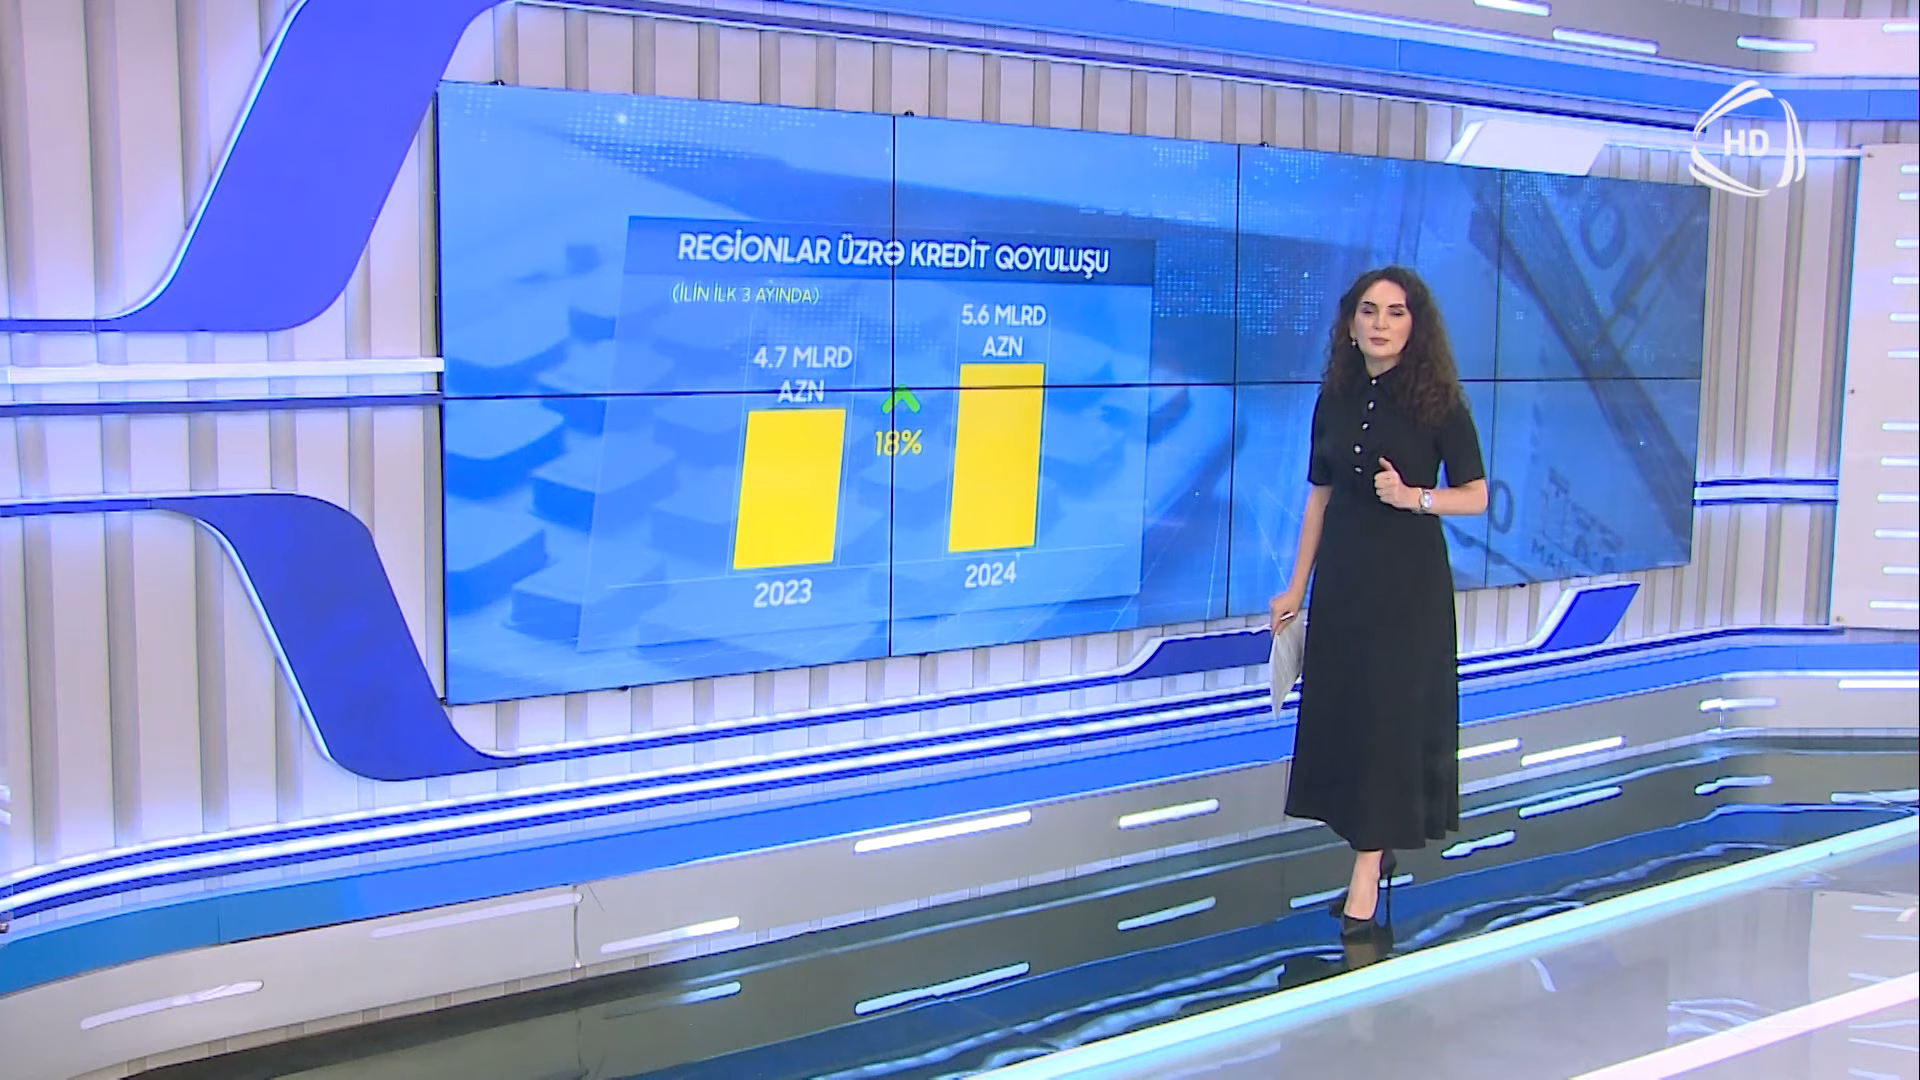 HD
REGİONLAR ÜZRƏ KREDİT QOYULUŞU
(İLİN İLK 3 AYINDA)
4.7 MLRD
AZN
5.6 MLRD
AZN
18%
2023
2024